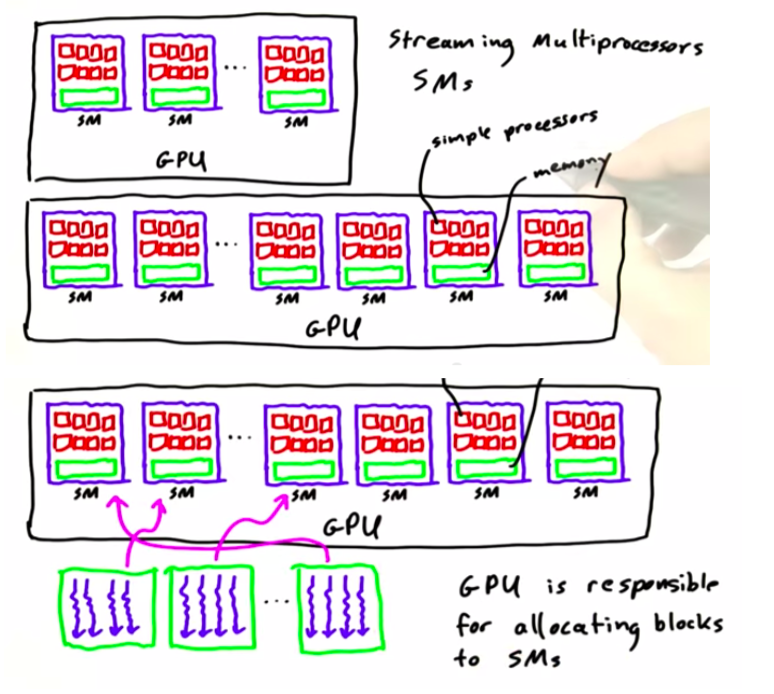 Streaming Multiprocessors
SMs
...
SM SM SM
GPU
simple processors
memory
...
SM SM SM SM SM SM
GPU
...
SM SM SM SM SM SM
GPU
...
GPU is responsible
for allocating blocks
to SMs